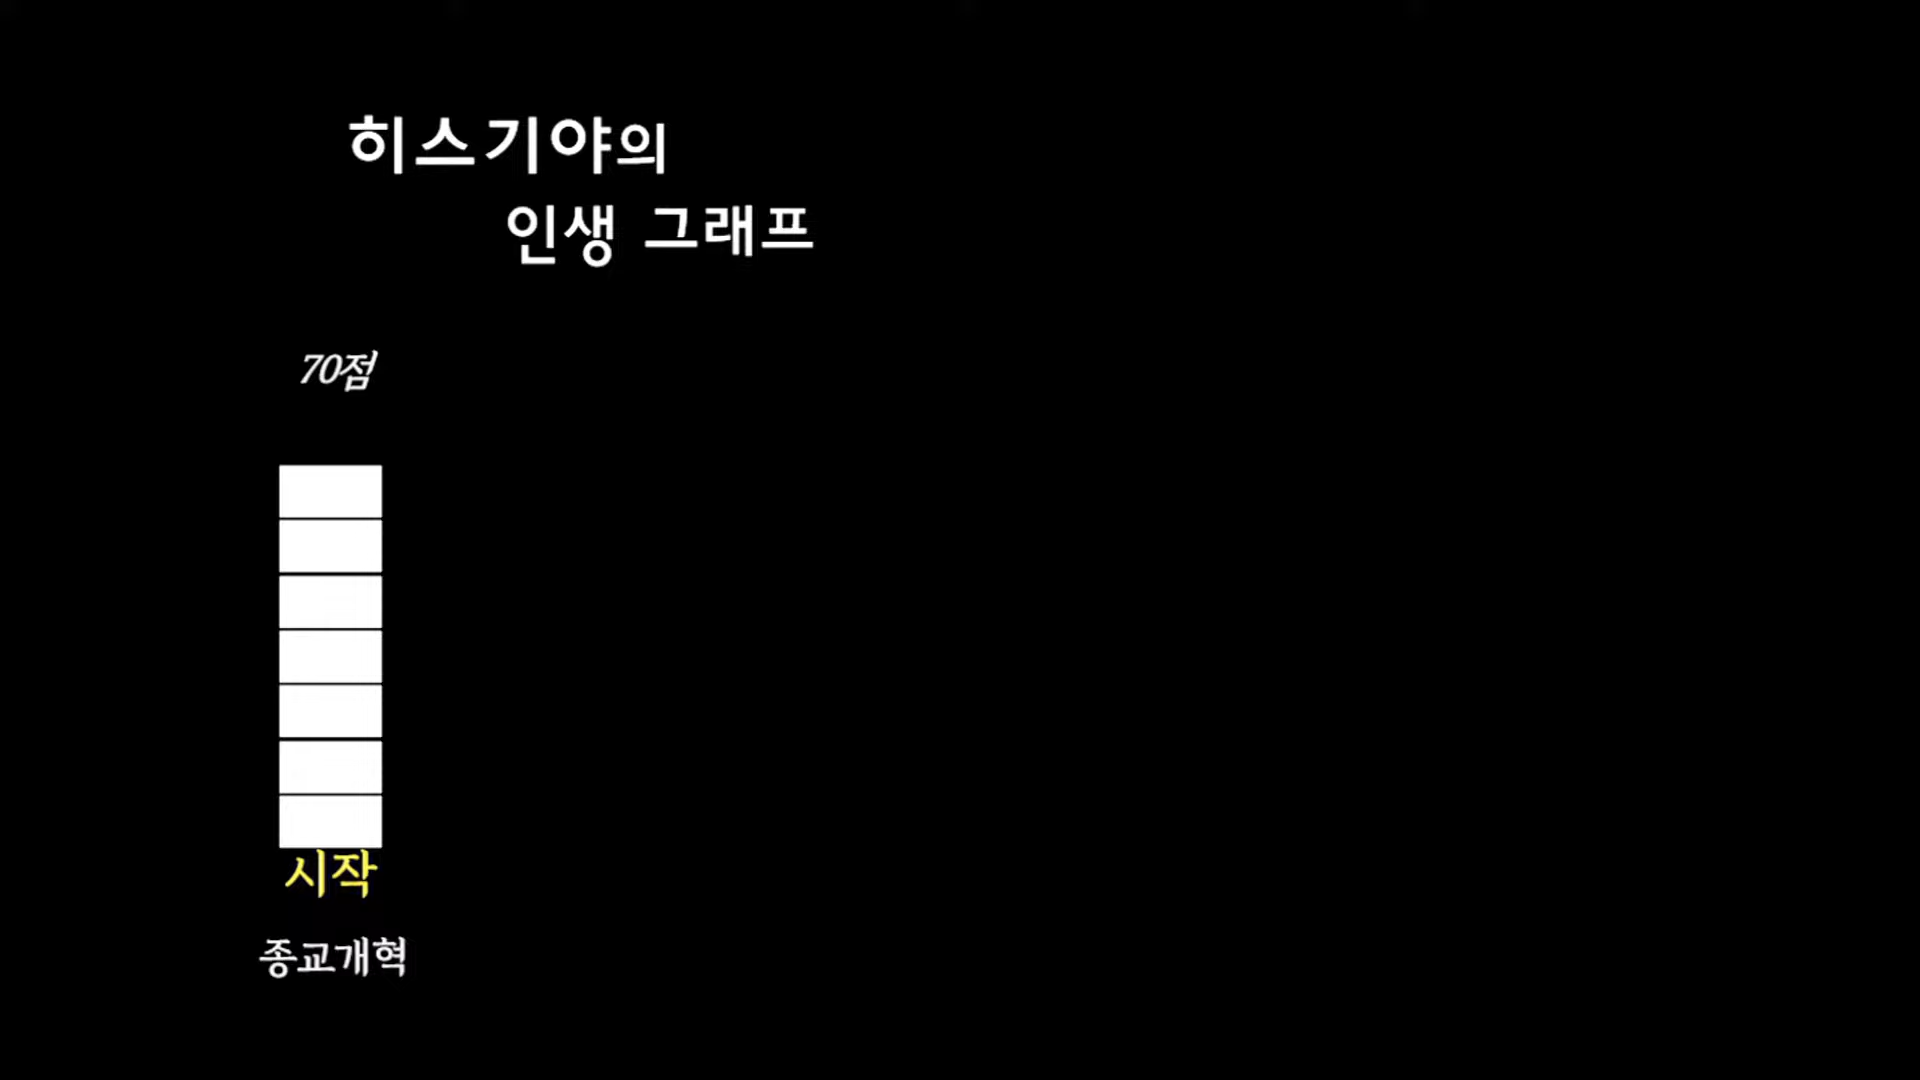 히스기야의
인생 그래프
70점
시작
종교개혁